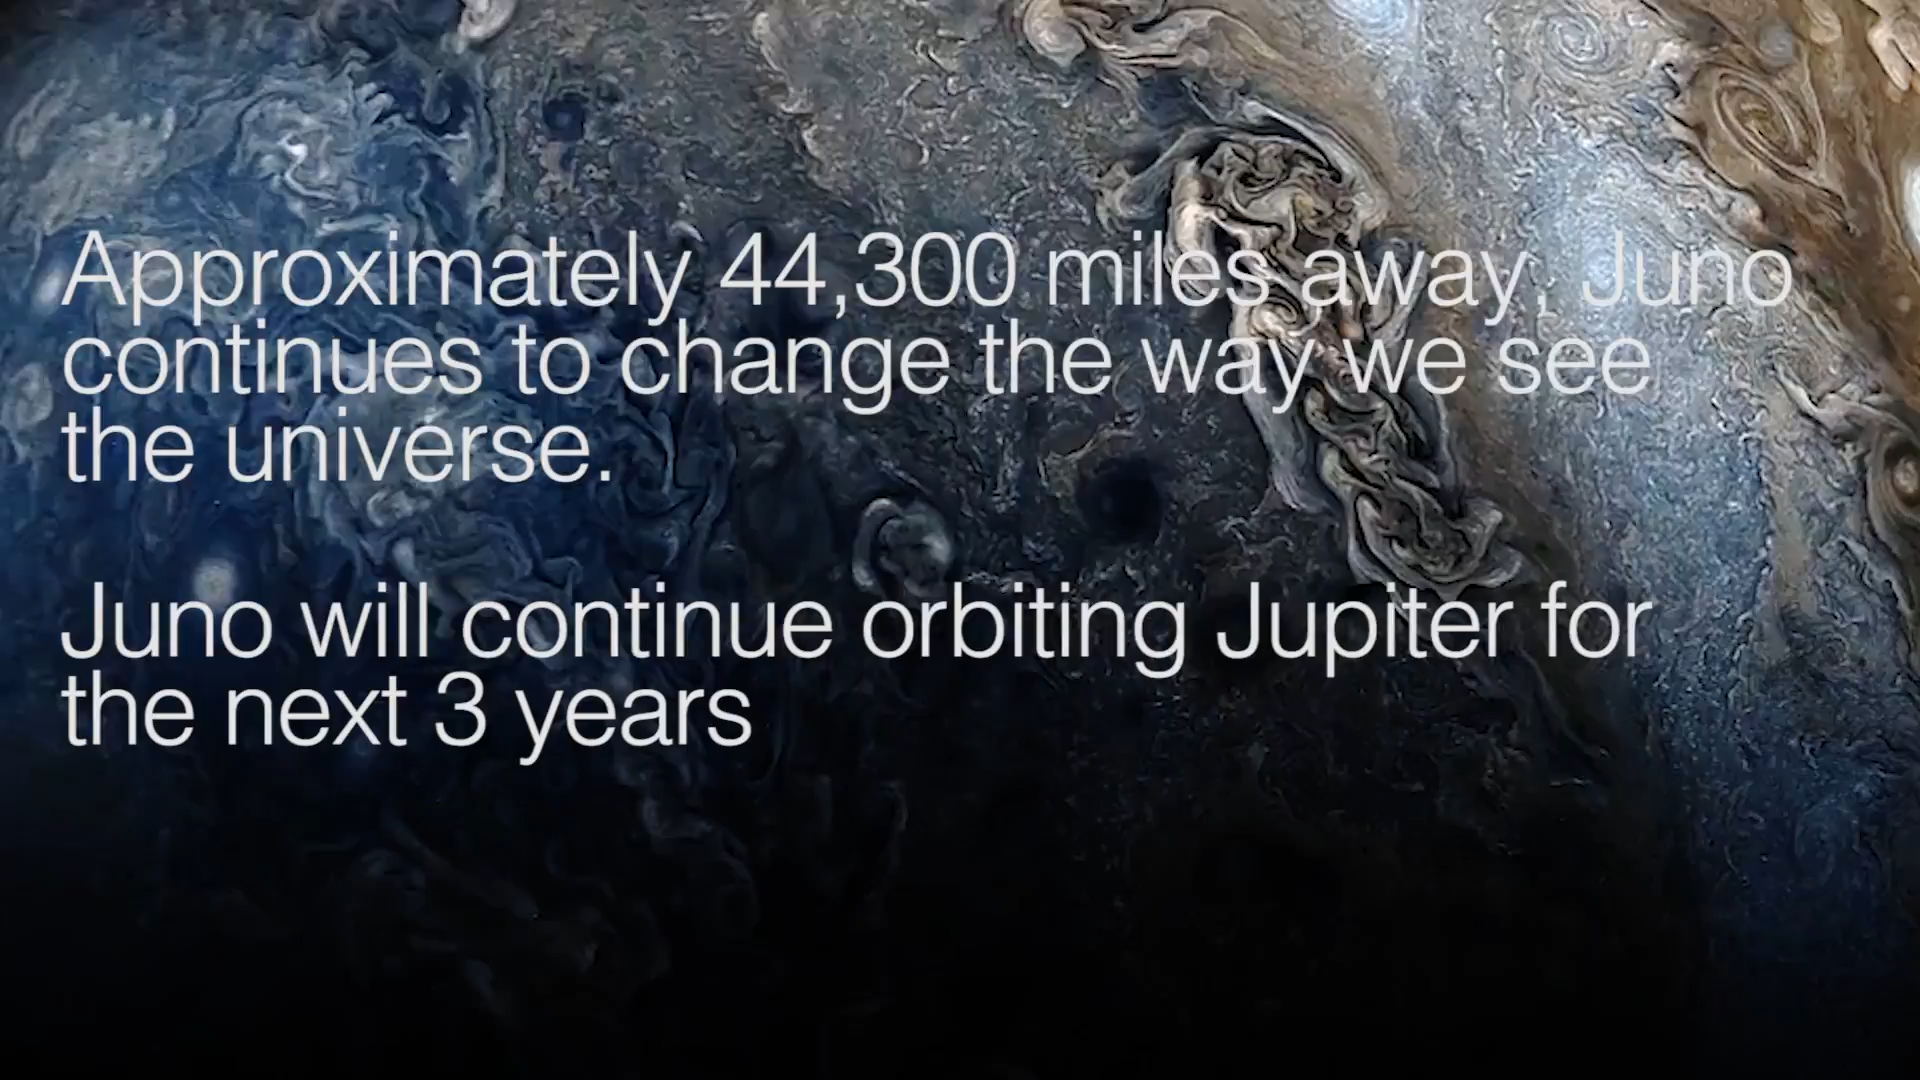 Approximately 44,300 miles away, Juno
continues to change the way we see
the universe.
Juno will continue orbiting Jupiter for
the next 3 years